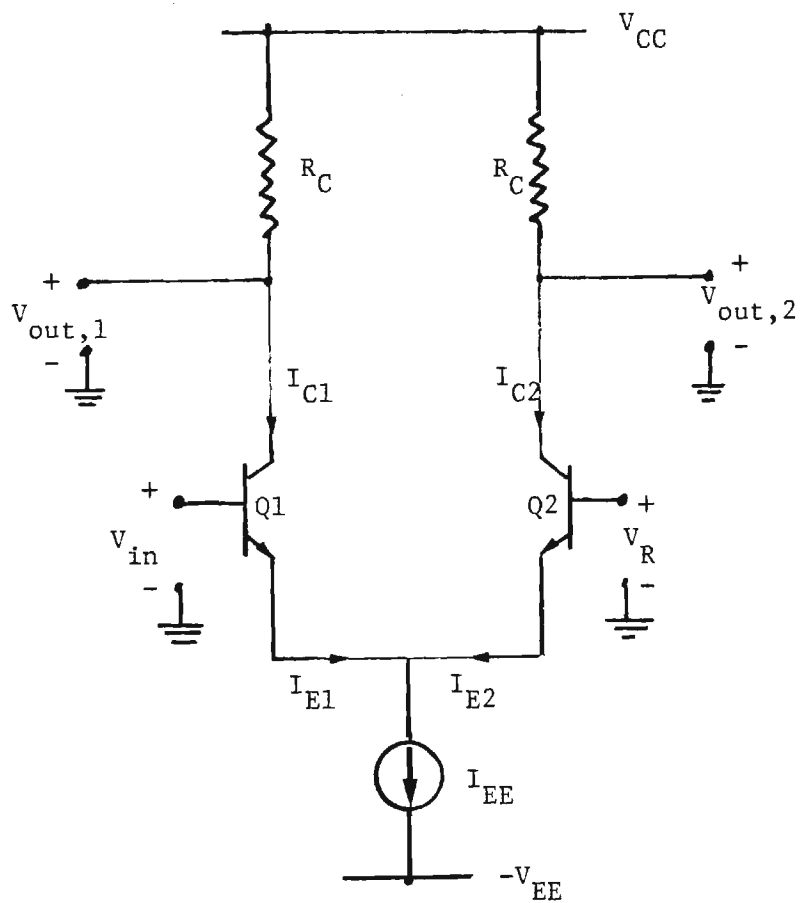 V_CC
R_C R_C
+ +
V_out,1 V_out,2
- -
I_C1 I_C2
+ Q1 Q2 +
V_in V_R
- -
I_E1 I_E2
I_EE
-V_EE